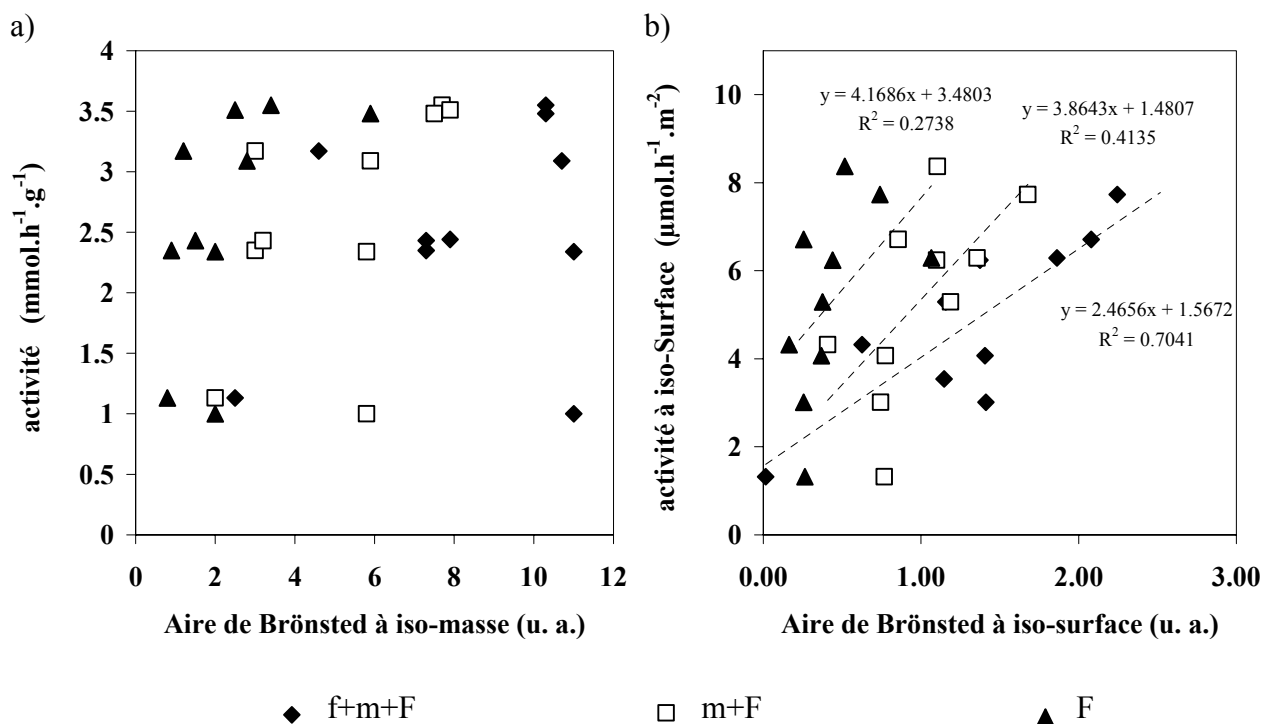 a)
4
3.5
3
2.5
2
1.5
1
0.5
0
activité (mmol.h⁻¹.g⁻¹)
0 2 4 6 8 10 12
Aire de Brönsted à iso-masse (u. a.)
b)
10
8
6
4
2
0
activité à iso-Surface (µmol.h⁻¹.m⁻²)
y = 4.1686x + 3.4803
R² = 0.2738
y = 3.8643x + 1.4807
R² = 0.4135
y = 2.4656x + 1.5672
R² = 0.7041
0.00 1.00 2.00 3.00
Aire de Brönsted à iso-surface (u. a.)
f+m+F m+F F